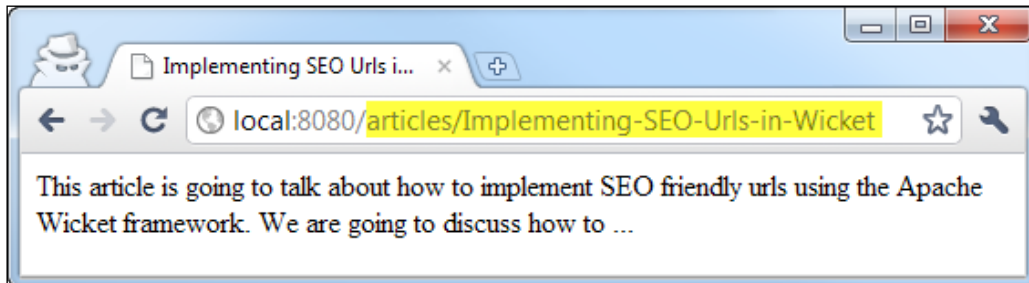 Implementing SEO Urls i...
local:8080/articles/Implementing-SEO-Urls-in-Wicket
This article is going to talk about how to implement SEO friendly urls using the Apache
Wicket framework. We are going to discuss how to ...